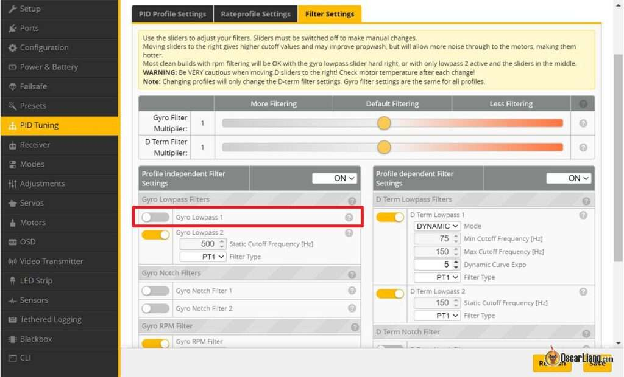 Setup
Ports
Configuration
Power & Battery
Failsafe
Presets
PID Tuning
Receiver
Modes
Adjustments
Servos
Motors
OSD
Video Transmitter
LED Strip
Sensors
Tethered Logging
Blackbox
CLI
PID Profile Settings
Rateprofile Settings
Filter Settings
Use the sliders to adjust your filters. Sliders must be switched off to make manual changes.
Moving sliders to the right gives higher cutoff values and may improve propwash, but will allow more noise through to the motors, making them
hotter.
Most clean builds with rpm filtering will be OK with the gyro lowpass slider hard right, or with only lowpass 2 active and the sliders in the middle.
WARNING: Be VERY cautious when moving D sliders to the right! Check motor temperature after each change!
Note: Changing profiles will only change the D-term filter settings. Gyro filter settings are the same for all profiles.
More Filtering
Default Filtering
Less Filtering
Gyro Filter
Multiplier:
1
D Term Filter
Multiplier:
1
Profile independent Filter
Settings
ON
Gyro Lowpass Filters
Gyro Lowpass 1
Gyro Lowpass 2
500 Static Cutoff Frequency [Hz]
PT1 Filter Type
Gyro Notch Filters
Gyro Notch Filter 1
Gyro Notch Filter 2
Gyro RPM Filter
Gyro RPM Filter
Profile dependent Filter
Settings
ON
D Term Lowpass Filters
D Term Lowpass 1
DYNAMIC Mode
75 Min Cutoff Frequency [Hz]
150 Max Cutoff Frequency [Hz]
5 Dynamic Curve Expo
PT1 Filter Type
D Term Lowpass 2
150 Static Cutoff Frequency [Hz]
PT1 Filter Type
D Term Notch Filter
OscarLiang.com
Save